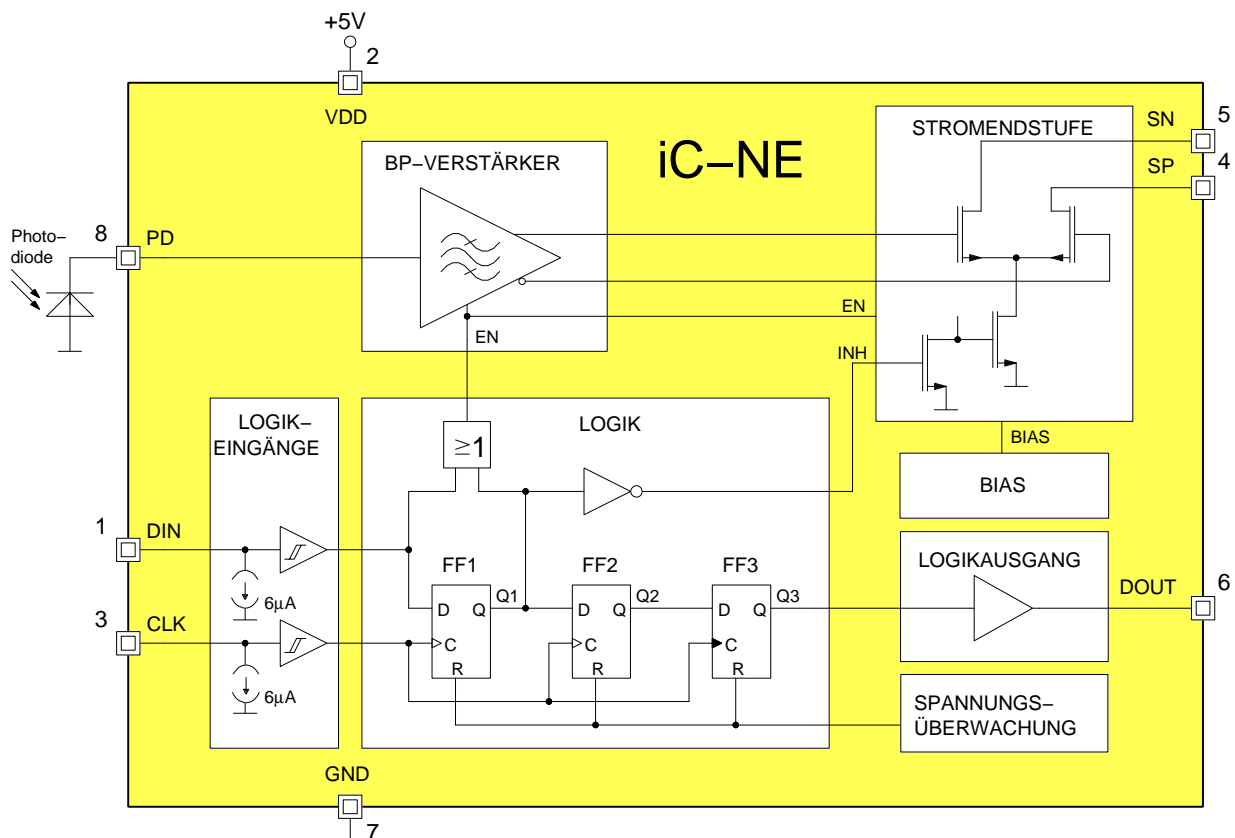 +5V
2
VDD
iC–NE
STROMENDSTUFE
SN
5
SP
4
BP–VERSTÄRKER
Photo–
diode
8
PD
EN
EN
INH
LOGIK–
EINGÄNGE
LOGIK
≥1
BIAS
BIAS
1
DIN
6µA
3
CLK
6µA
FF1
D
Q
C
R
Q1
FF2
D
Q
C
R
Q2
FF3
D
Q
C
R
Q3
LOGIKAUSGANG
DOUT
6
SPANNUNGS–
ÜBERWACHUNG
GND
7